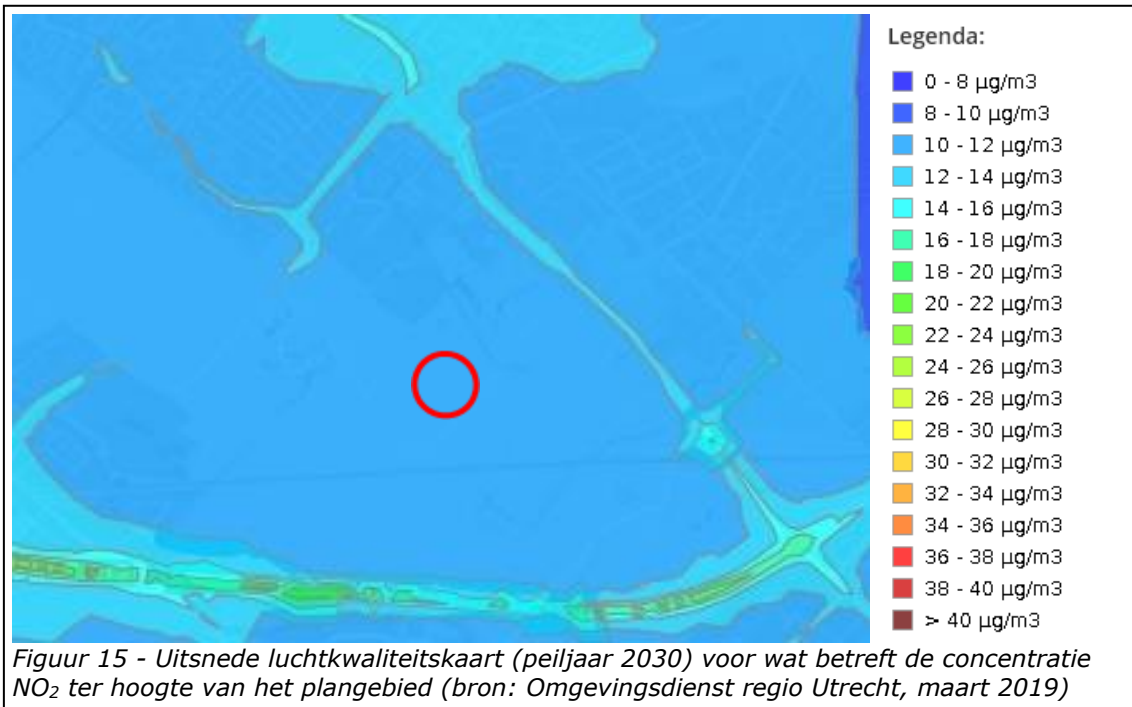 Legenda:
0 - 8 µg/m3
8 - 10 µg/m3
10 - 12 µg/m3
12 - 14 µg/m3
14 - 16 µg/m3
16 - 18 µg/m3
18 - 20 µg/m3
20 - 22 µg/m3
22 - 24 µg/m3
24 - 26 µg/m3
26 - 28 µg/m3
28 - 30 µg/m3
30 - 32 µg/m3
32 - 34 µg/m3
34 - 36 µg/m3
36 - 38 µg/m3
38 - 40 µg/m3
> 40 µg/m3
Figuur 15 - Uitsnede luchtkwaliteitskaart (peiljaar 2030) voor wat betreft de concentratie
NO₂ ter hoogte van het plangebied (bron: Omgevingsdienst regio Utrecht, maart 2019)